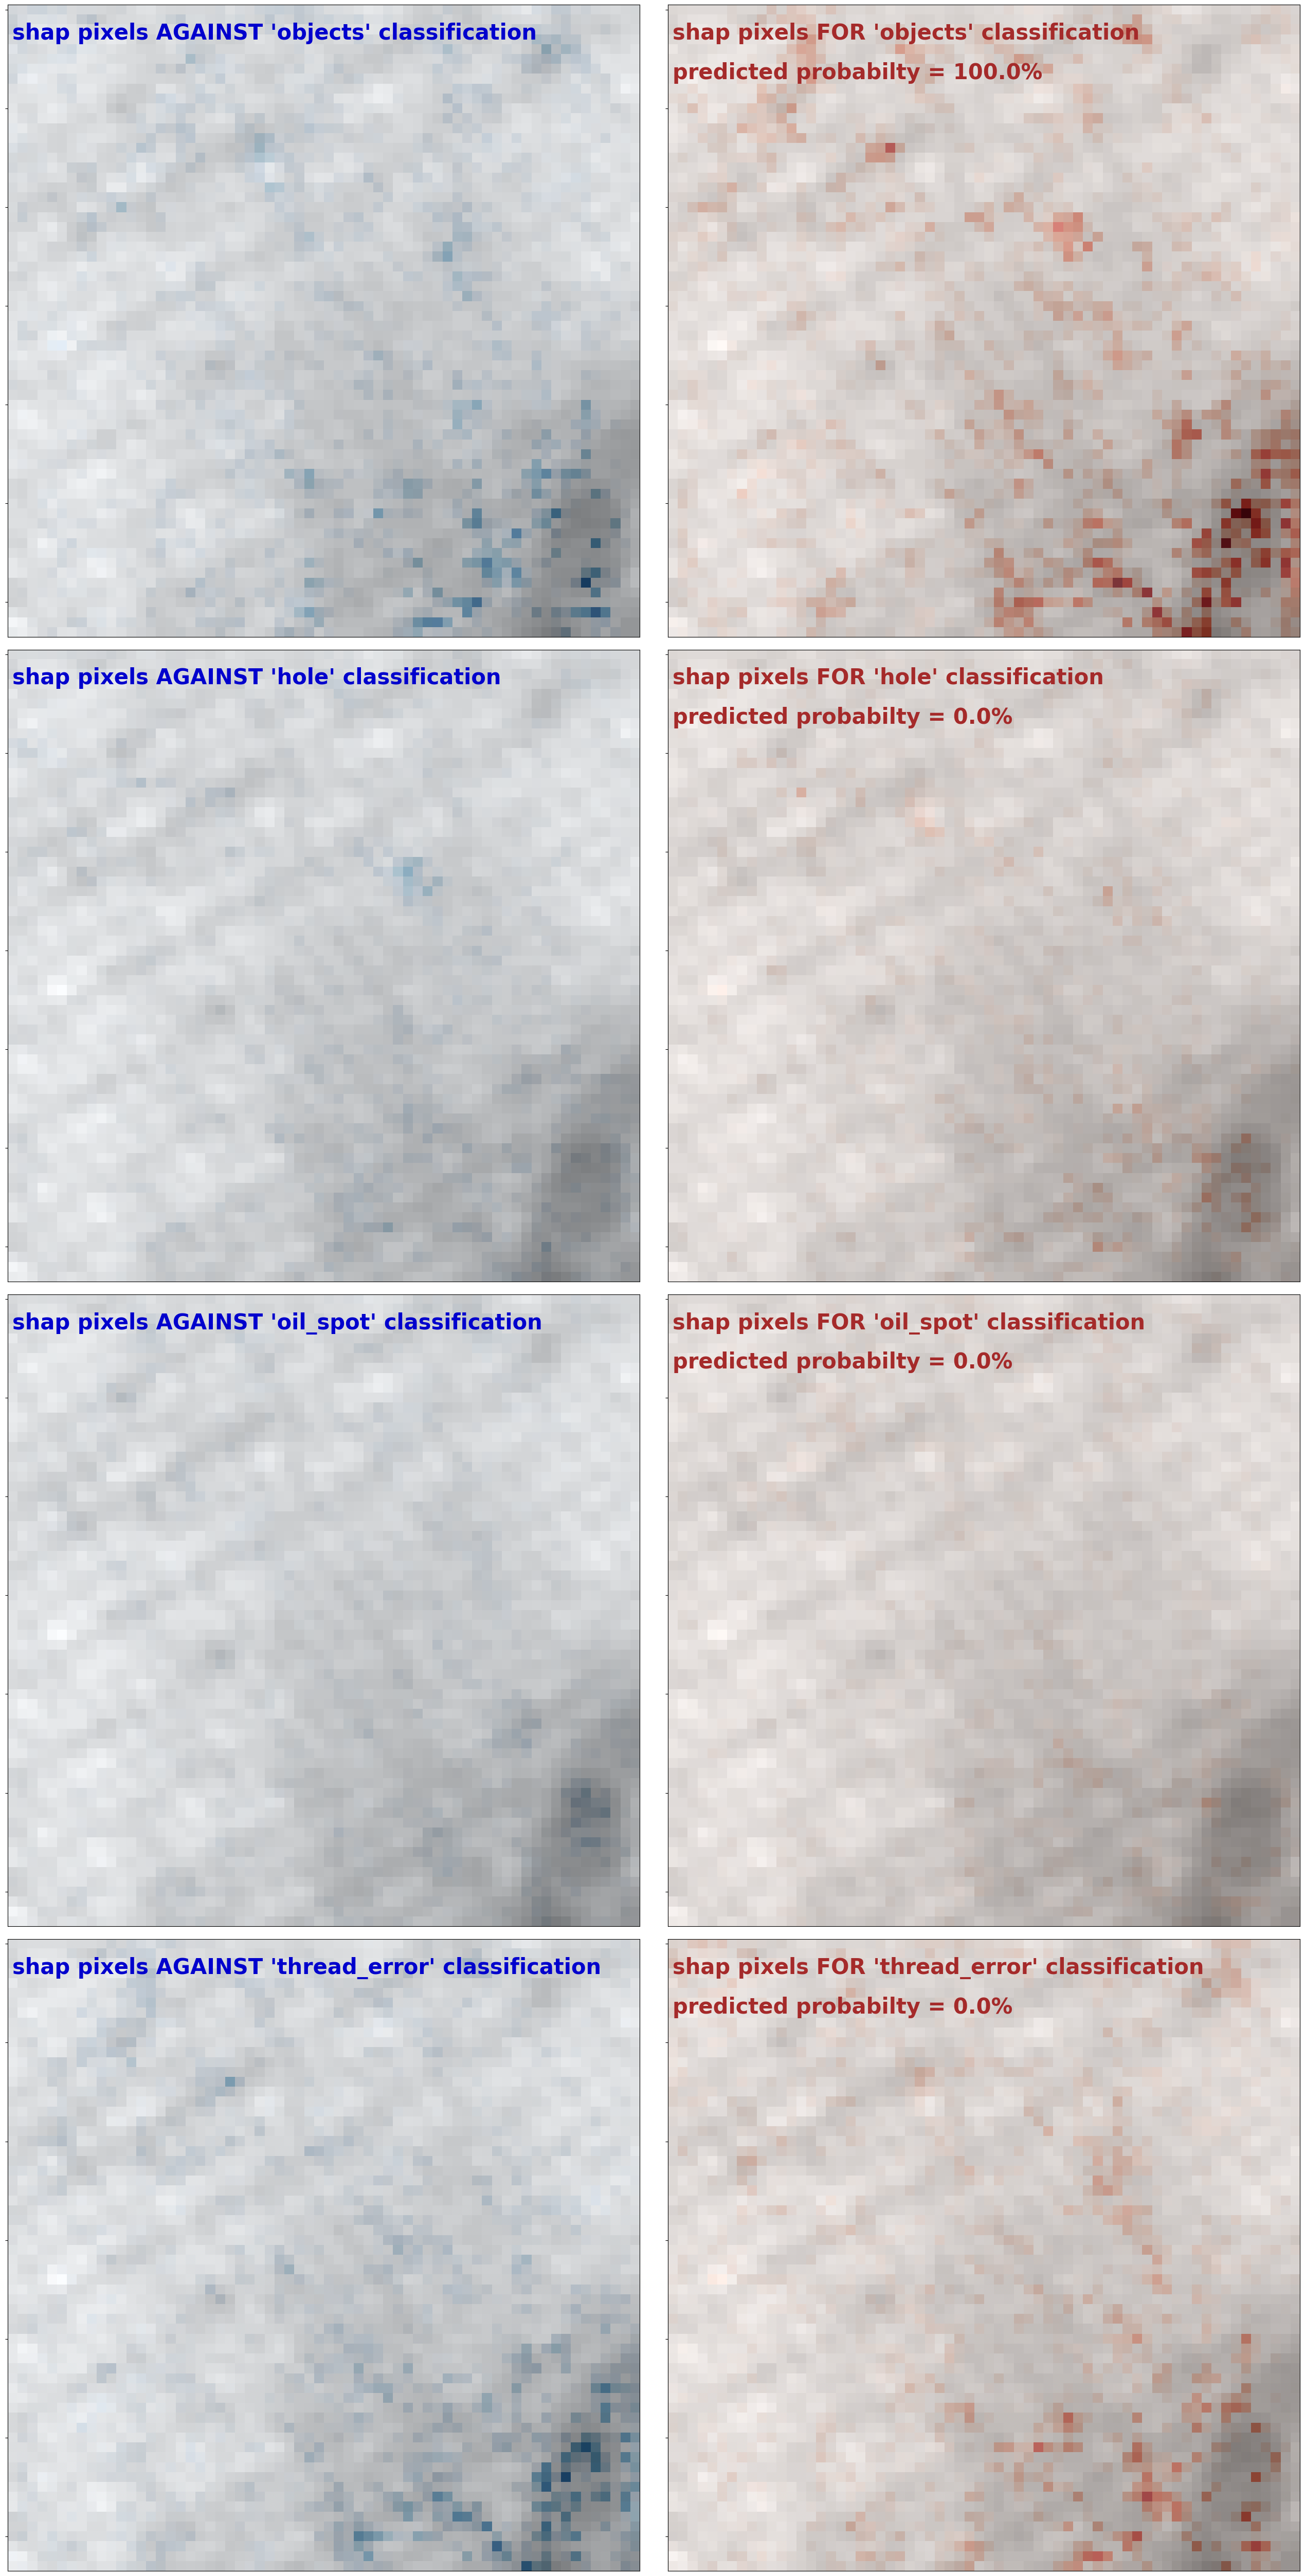 shap pixels AGAINST 'objects' classification
shap pixels FOR 'objects' classification
predicted probabilty = 100.0%
shap pixels AGAINST 'hole' classification
shap pixels FOR 'hole' classification
predicted probabilty = 0.0%
shap pixels AGAINST 'oil_spot' classification
shap pixels FOR 'oil_spot' classification
predicted probabilty = 0.0%
shap pixels AGAINST 'thread_error' classification
shap pixels FOR 'thread_error' classification
predicted probabilty = 0.0%